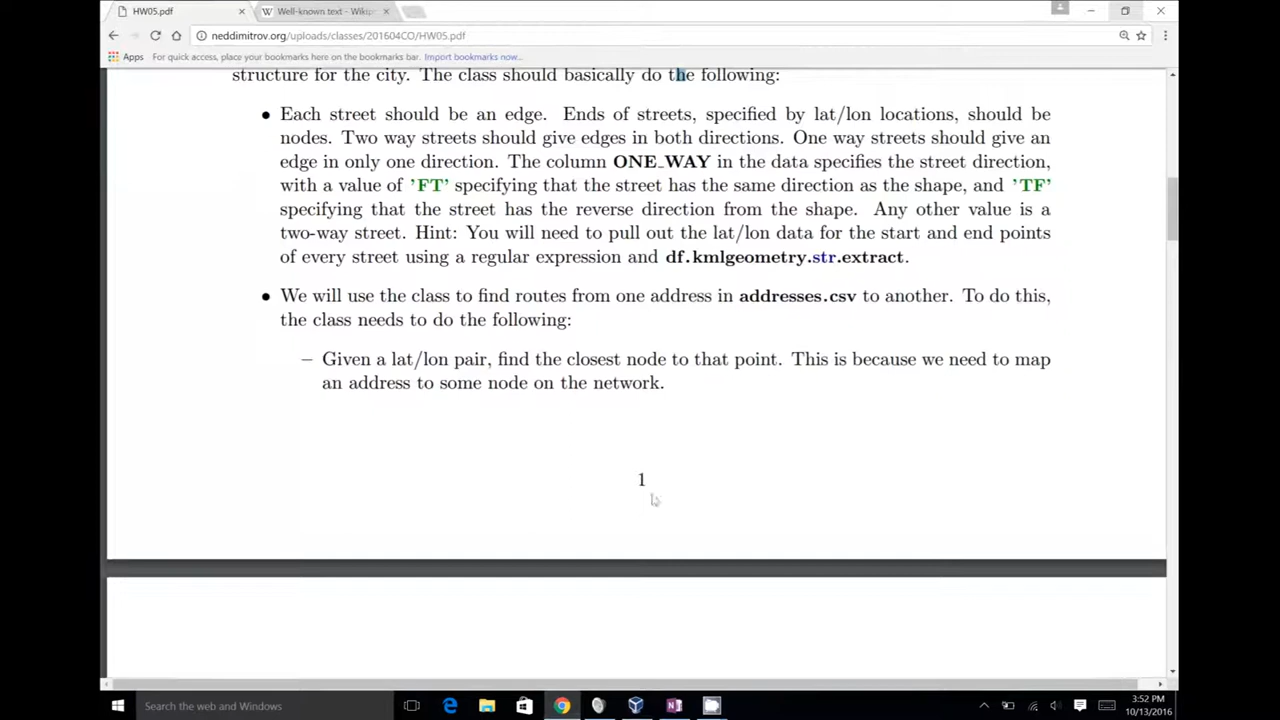 HW05.pdf
Well-known text - Wikip
neddimitrov.org/uploads/classes/201604CO/HW05.pdf
Apps For quick access, place your bookmarks here on the bookmarks bar. Import bookmarks now...
structure for the city. The class should basically do the following:
• Each street should be an edge. Ends of streets, specified by lat/lon locations, should be
nodes. Two way streets should give edges in both directions. One way streets should give an
edge in only one direction. The column ONE_WAY in the data specifies the street direction,
with a value of 'FT' specifying that the street has the same direction as the shape, and 'TF'
specifying that the street has the reverse direction from the shape. Any other value is a
two-way street. Hint: You will need to pull out the lat/lon data for the start and end points
of every street using a regular expression and df.kmlgeometry.str.extract.
• We will use the class to find routes from one address in addresses.csv to another. To do this,
the class needs to do the following:
– Given a lat/lon pair, find the closest node to that point. This is because we need to map
an address to some node on the network.
1
Search the web and Windows
3:52 PM
10/13/2016